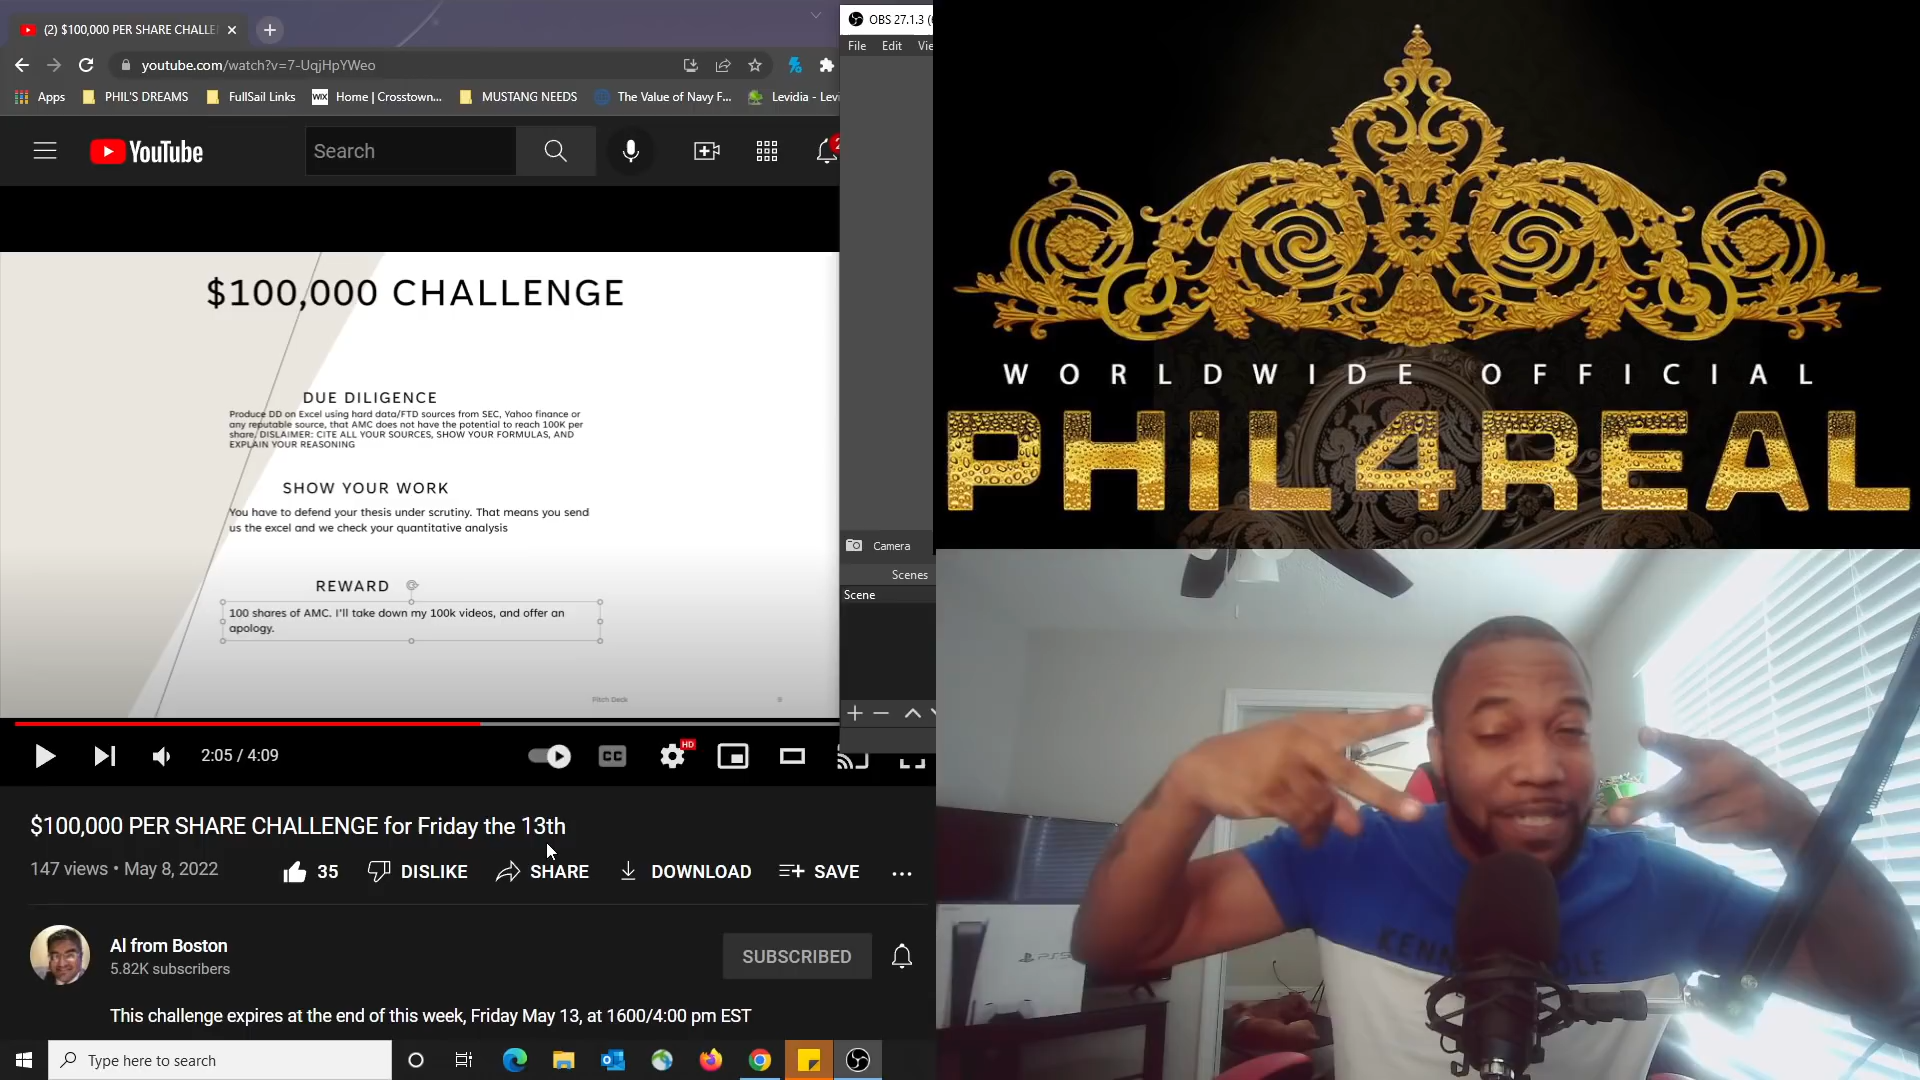 (2) $100,000 PER SHARE CHALLE
youtube.com/watch?v=7-UqjHpYWeo
Apps
PHIL'S DREAMS
FullSail Links
WIX
Home | Crosstown...
MUSTANG NEEDS
The Value of Navy F...
Levidia - Levi
OBS 27.1.3 (
File
Edit
Vie
YouTube
Search
2
$100,000 CHALLENGE
DUE DILIGENCE
Produce DD on Excel using hard data/FTD sources from SEC, Yahoo finance or
any reputable source, that AMC does not have the potential to reach 100K per
share. DISLAIMER: CITE ALL YOUR SOURCES, SHOW YOUR FORMULAS, AND
EXPLAIN YOUR REASONING
SHOW YOUR WORK
You have to defend your thesis under scrutiny. That means you send
us the excel and we check your quantitative analysis
REWARD
100 shares of AMC. I'll take down my 100k videos, and offer an
apology.
Pitch Deck
Camera
Scenes
Scene
2:05 / 4:09
CC
HD
$100,000 PER SHARE CHALLENGE for Friday the 13th
147 views • May 8, 2022
35
DISLIKE
SHARE
DOWNLOAD
SAVE
Al from Boston
5.82K subscribers
SUBSCRIBED
This challenge expires at the end of this week, Friday May 13, at 1600/4:00 pm EST
Type here to search
WORLDWIDE OFFICIAL
PHIL4REAL
PS5